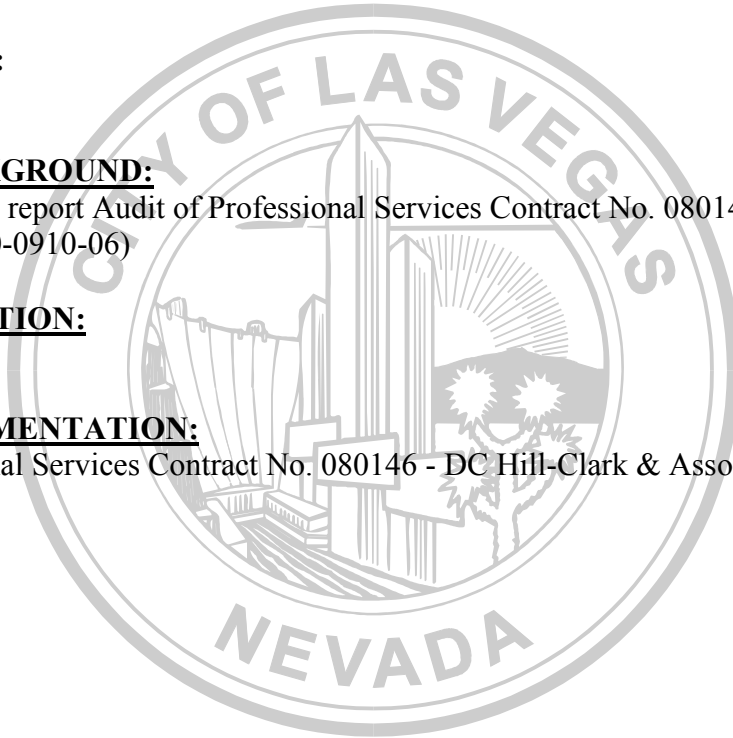 :
GROUND:
report Audit of Professional Services Contract No. 08014
-0910-06)
TION:
MENTATION:
al Services Contract No. 080146 - DC Hill-Clark & Asso
CITY OF LAS VEGAS
NEVADA